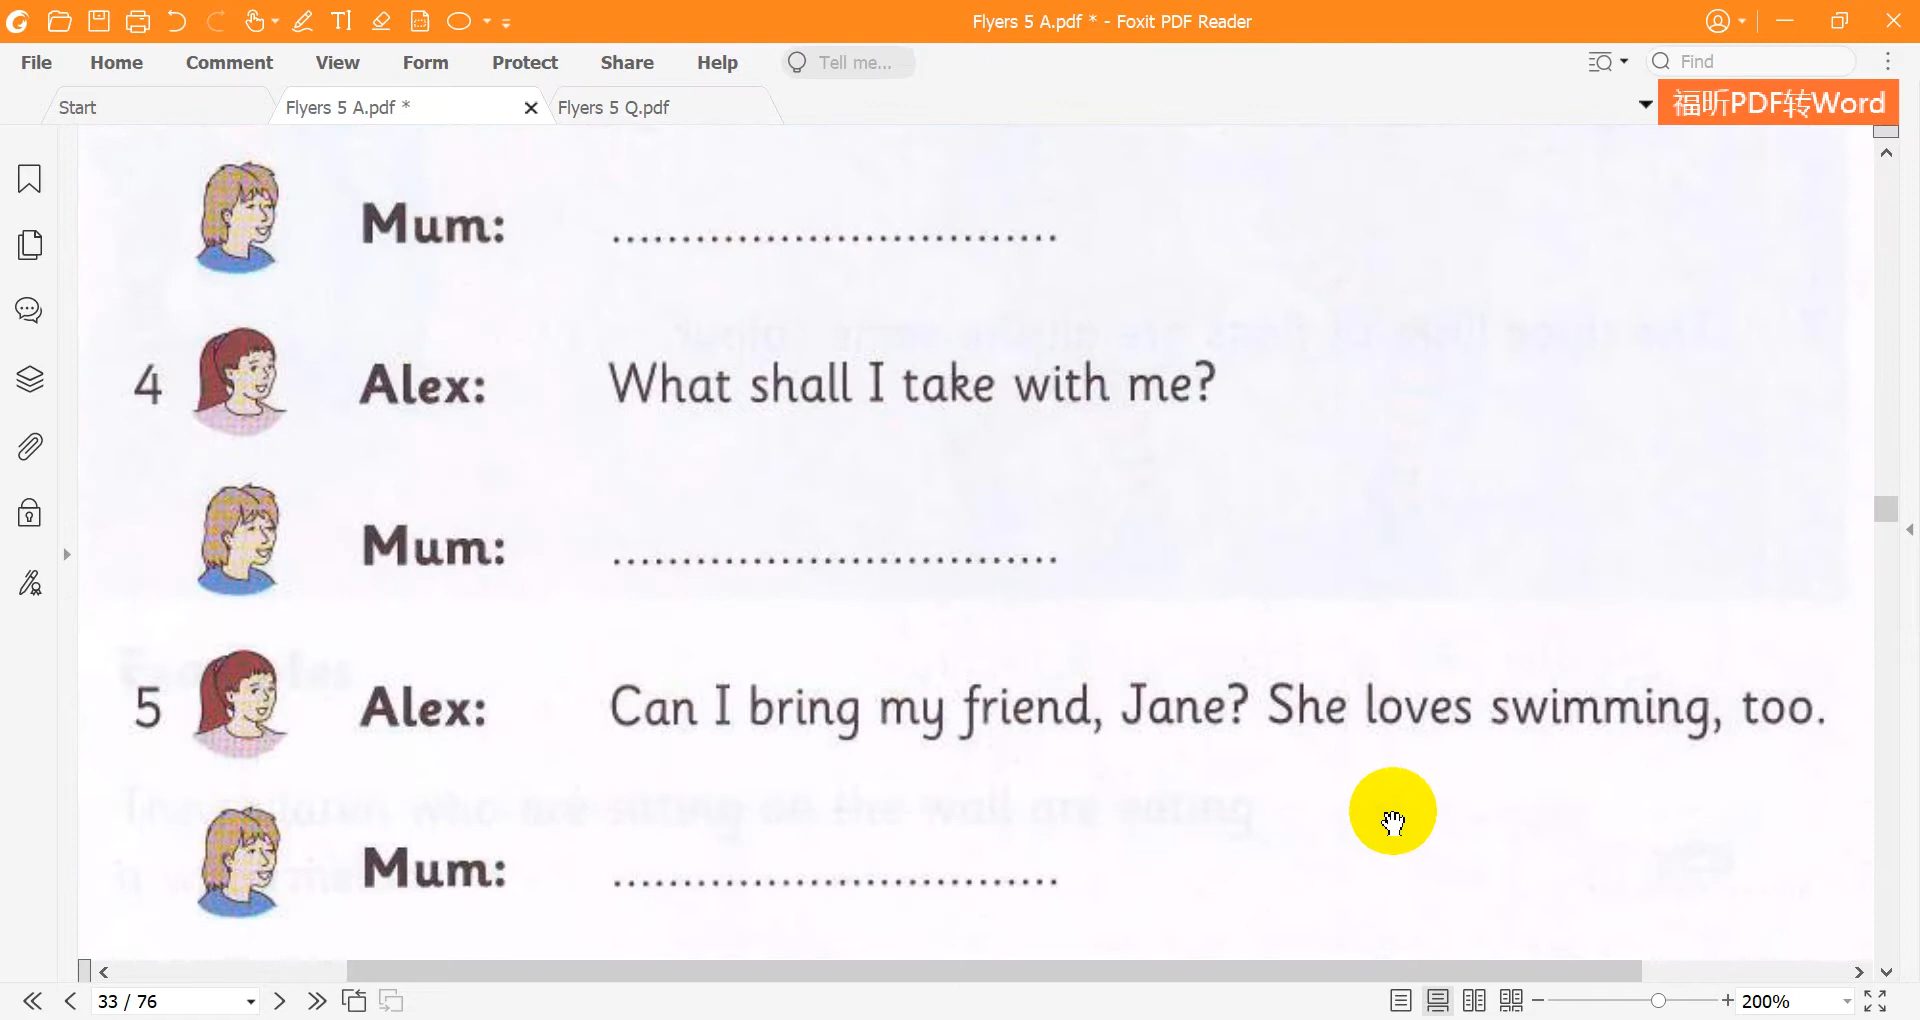 Flyers 5 A.pdf * - Foxit PDF Reader
File Home Comment View Form Protect Share Help Tell me... Find
Start Flyers 5 A.pdf * Flyers 5 Q.pdf 福昕PDF转Word
Mum: ................................
4 Alex: What shall I take with me?
Mum: ................................
5 Alex: Can I bring my friend, Jane? She loves swimming, too.
Mum: ................................
33 / 76 200%